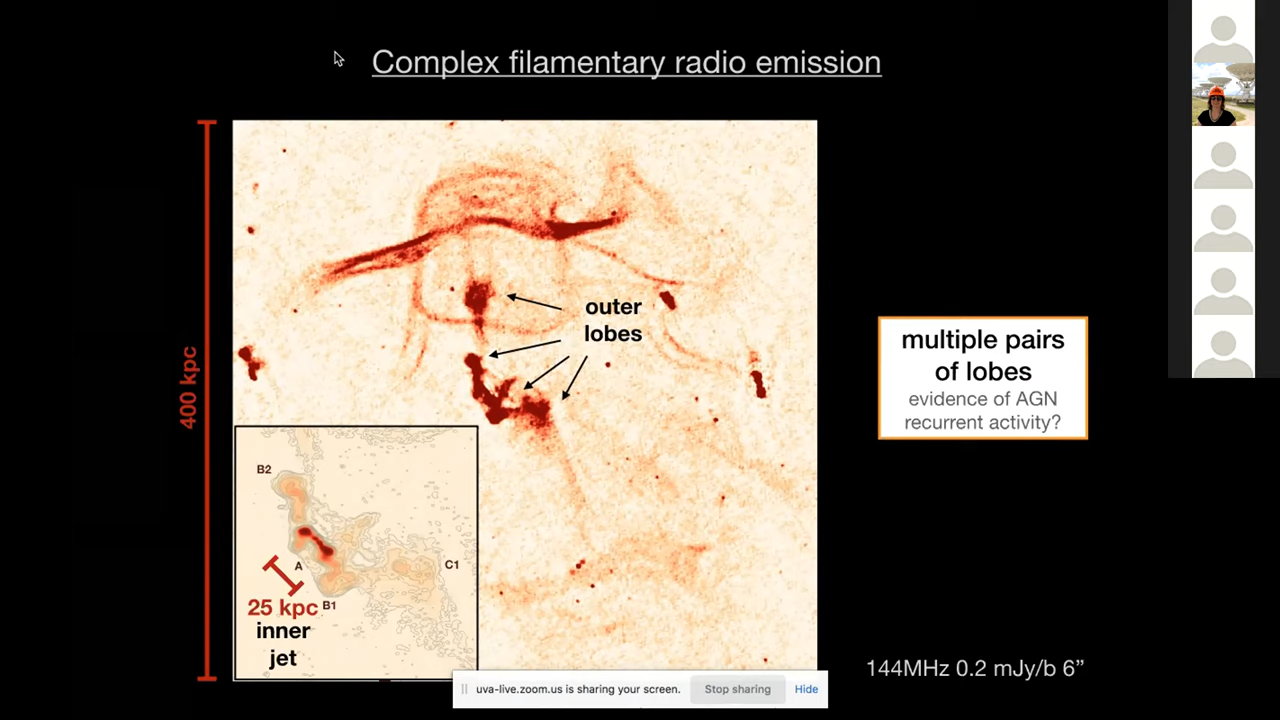 Complex filamentary radio emission
400 kpc
outer
lobes
multiple pairs
of lobes
evidence of AGN
recurrent activity?
B2
A
C1
B1
25 kpc
inner
jet
144MHz 0.2 mJy/b 6”
uva-live.zoom.us is sharing your screen.
Stop sharing
Hide